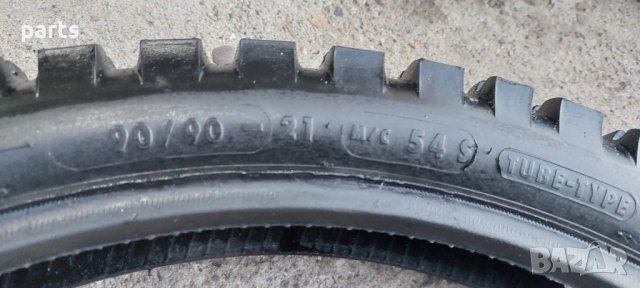 parts
90/90 - 21 M/C 54 S TUBE-TYPE
BAZAR